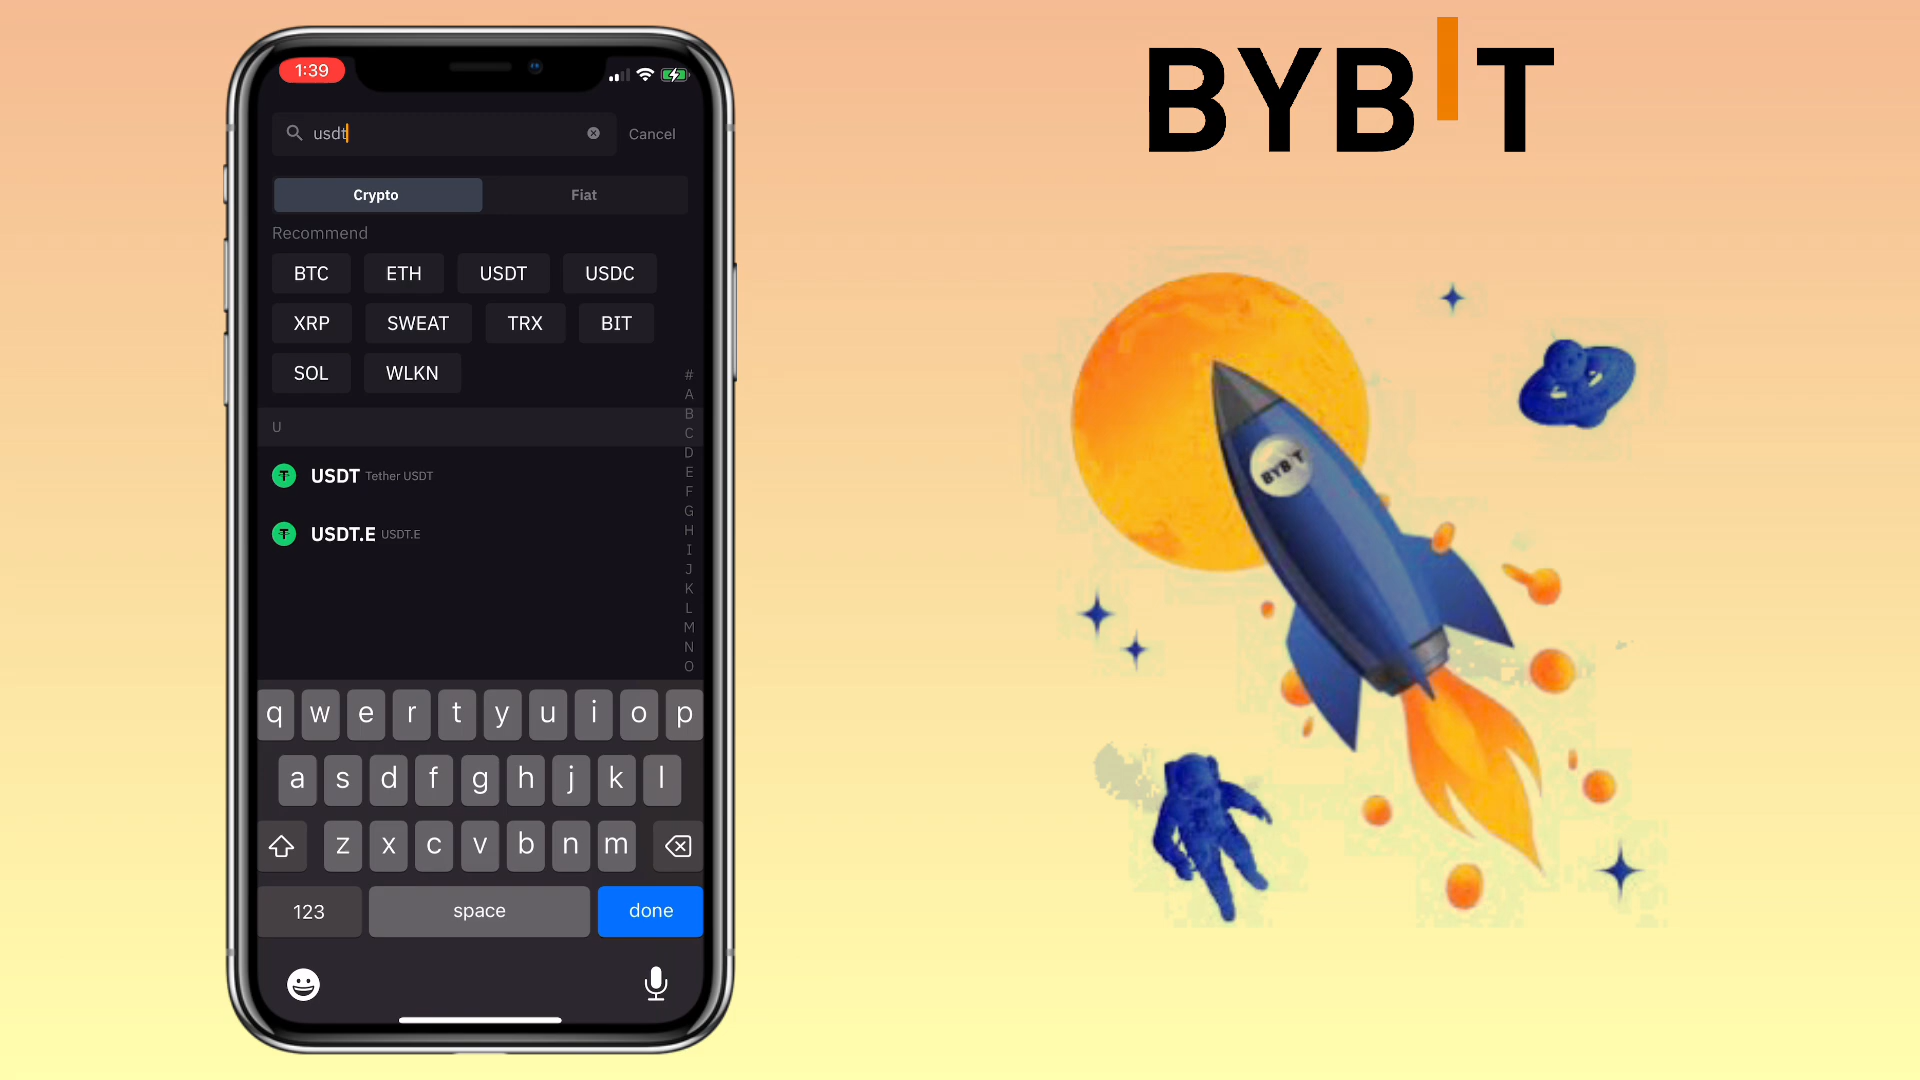 1:39
usdt
Cancel
Crypto
Fiat
Recommend
BTC
ETH
USDT
USDC
XRP
SWEAT
TRX
BIT
SOL
WLKN
U
USDT Tether USDT
USDT.E USDT.E
#
A
B
C
D
E
F
G
H
I
J
K
L
M
N
O
q w e r t y u i o p
a s d f g h j k l
z x c v b n m
123
space
done
BYBIT
BYBIT